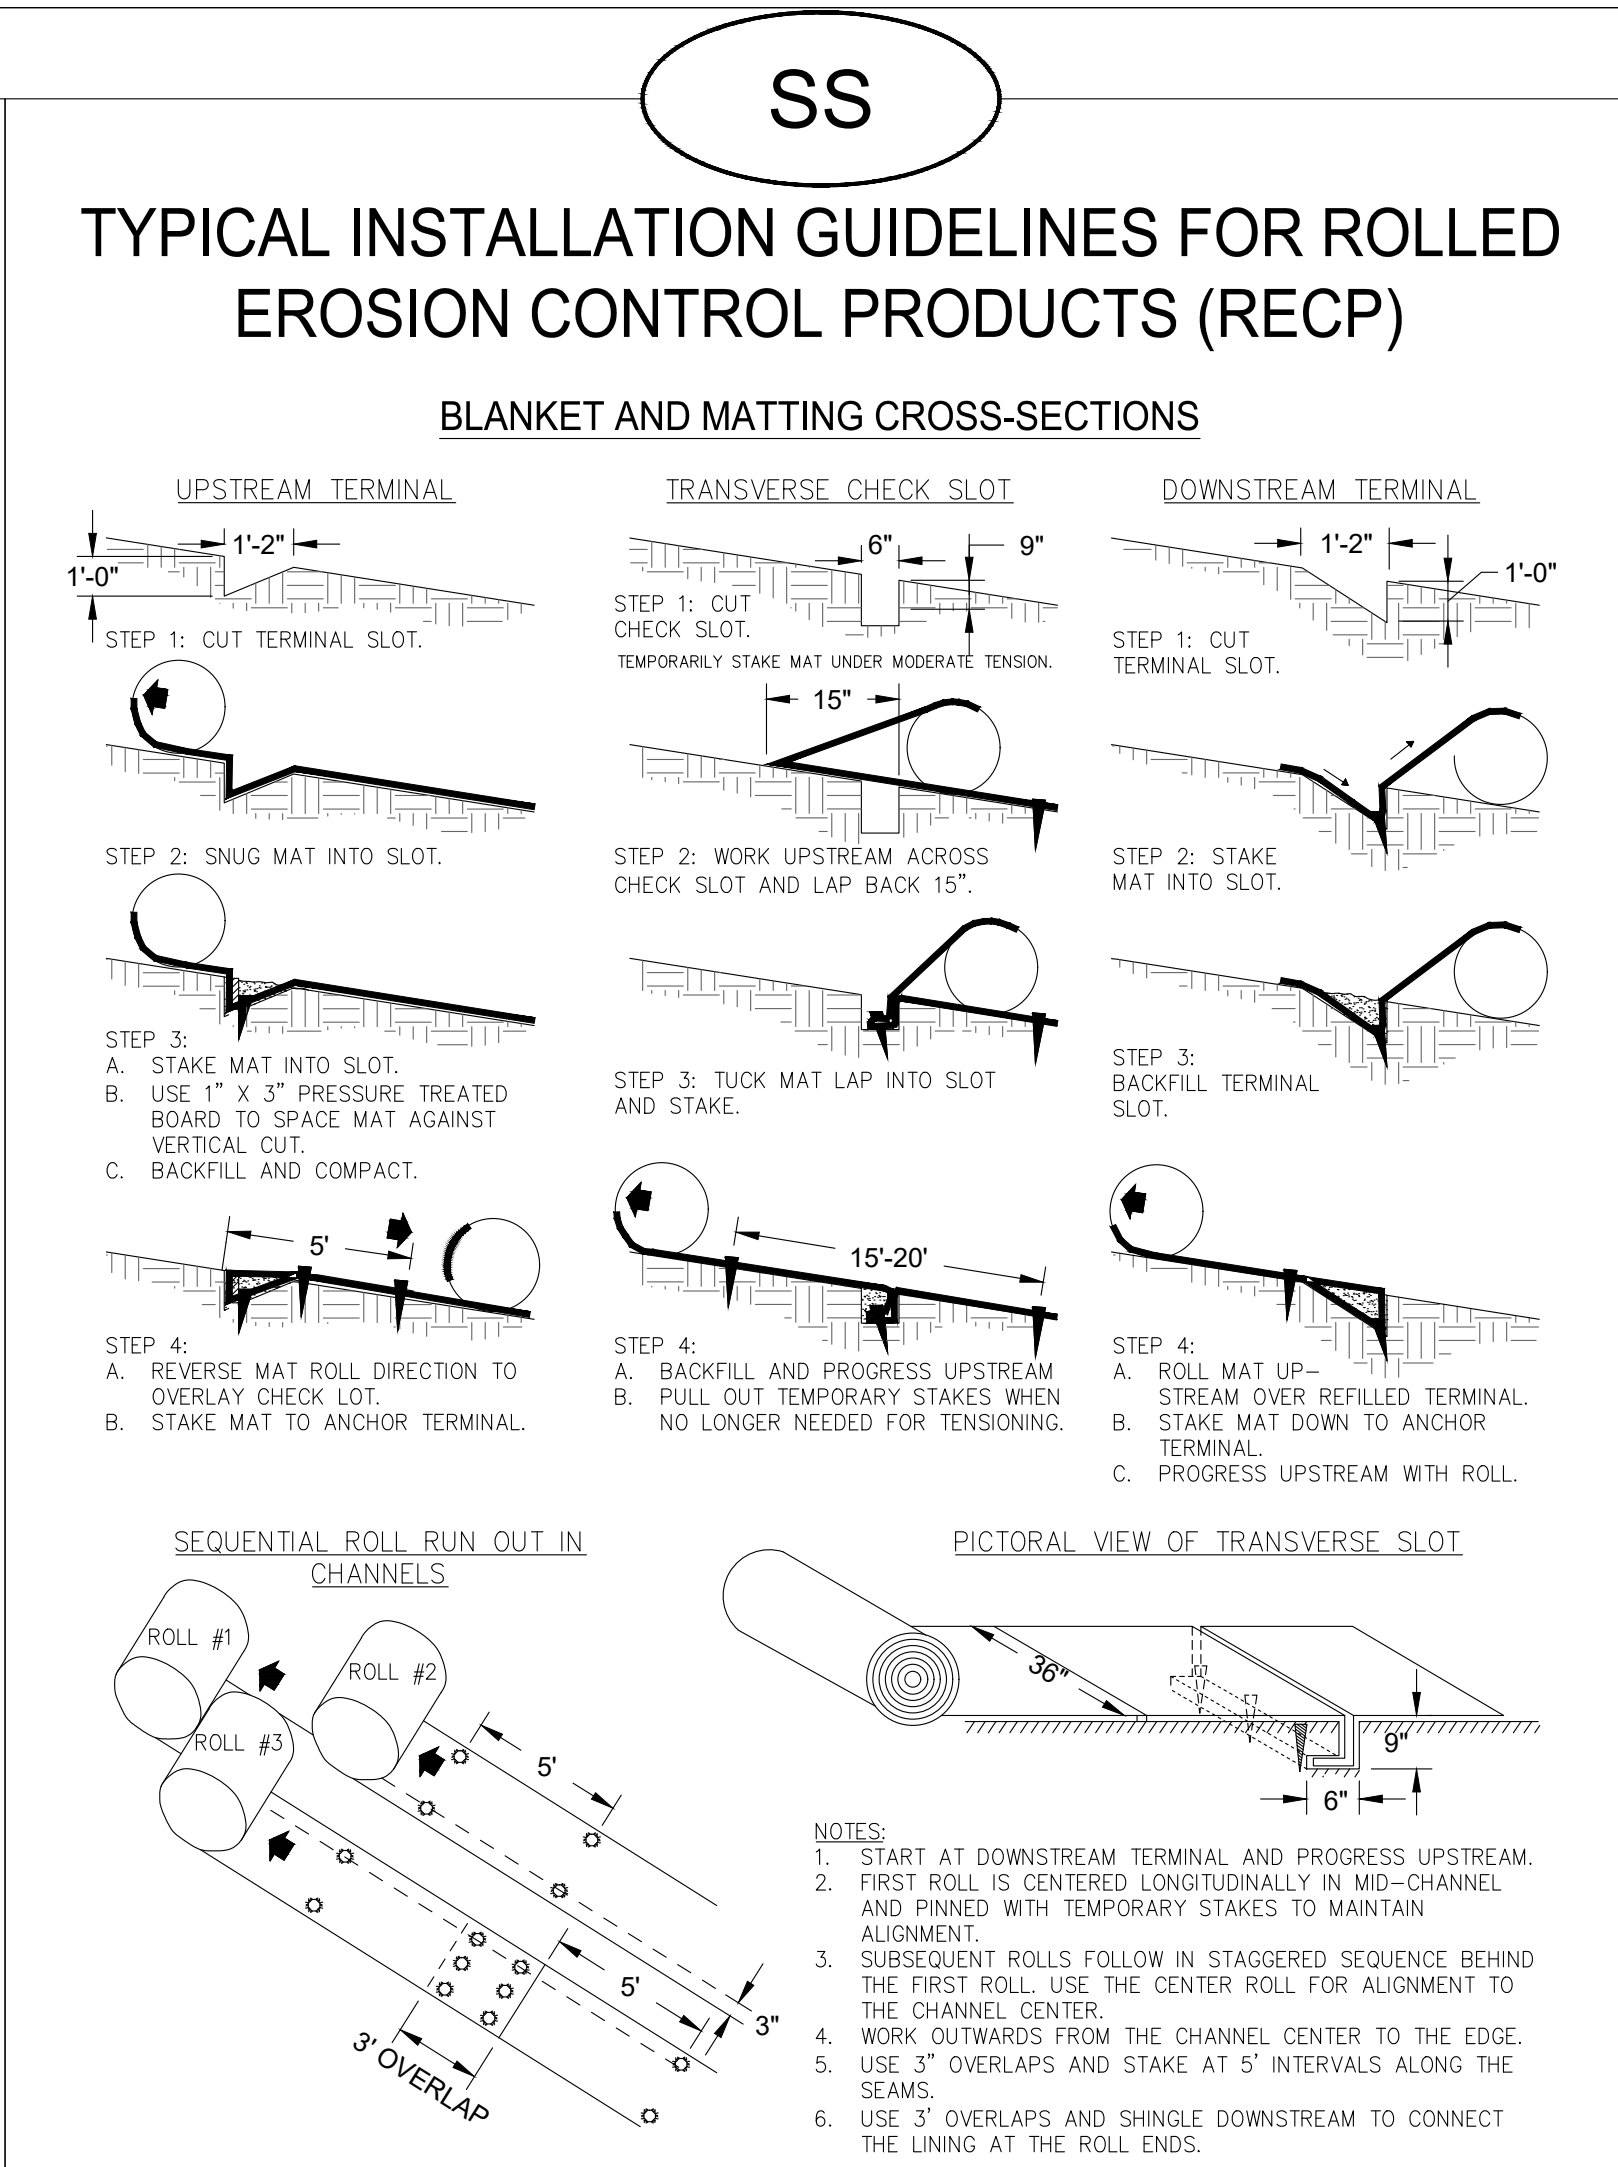 SS
TYPICAL INSTALLATION GUIDELINES FOR ROLLED
EROSION CONTROL PRODUCTS (RECP)
BLANKET AND MATTING CROSS-SECTIONS
UPSTREAM TERMINAL
1'-2"
1'-0"
STEP 1: CUT TERMINAL SLOT.
STEP 2: SNUG MAT INTO SLOT.
STEP 3:
A. STAKE MAT INTO SLOT.
B. USE 1" X 3" PRESSURE TREATED
BOARD TO SPACE MAT AGAINST
VERTICAL CUT.
C. BACKFILL AND COMPACT.
5'
STEP 4:
A. REVERSE MAT ROLL DIRECTION TO
OVERLAY CHECK LOT.
B. STAKE MAT TO ANCHOR TERMINAL.
TRANSVERSE CHECK SLOT
6"
9"
STEP 1: CUT
CHECK SLOT.
TEMPORARILY STAKE MAT UNDER MODERATE TENSION.
15"
STEP 2: WORK UPSTREAM ACROSS
CHECK SLOT AND LAP BACK 15".
STEP 3: TUCK MAT LAP INTO SLOT
AND STAKE.
15'-20'
STEP 4:
A. BACKFILL AND PROGRESS UPSTREAM
B. PULL OUT TEMPORARY STAKES WHEN
NO LONGER NEEDED FOR TENSIONING.
DOWNSTREAM TERMINAL
1'-2"
1'-0"
STEP 1: CUT
TERMINAL SLOT.
STEP 2: STAKE
MAT INTO SLOT.
STEP 3:
BACKFILL TERMINAL
SLOT.
STEP 4:
A. ROLL MAT UP-
STREAM OVER REFILLED TERMINAL.
B. STAKE MAT DOWN TO ANCHOR
TERMINAL.
C. PROGRESS UPSTREAM WITH ROLL.
SEQUENTIAL ROLL RUN OUT IN
CHANNELS
ROLL #1
ROLL #2
ROLL #3
5'
5'
3"
3' OVERLAP
PICTORAL VIEW OF TRANSVERSE SLOT
36"
9"
6"
NOTES:
1. START AT DOWNSTREAM TERMINAL AND PROGRESS UPSTREAM.
2. FIRST ROLL IS CENTERED LONGITUDINALLY IN MID-CHANNEL
AND PINNED WITH TEMPORARY STAKES TO MAINTAIN
ALIGNMENT.
3. SUBSEQUENT ROLLS FOLLOW IN STAGGERED SEQUENCE BEHIND
THE FIRST ROLL. USE THE CENTER ROLL FOR ALIGNMENT TO
THE CHANNEL CENTER.
4. WORK OUTWARDS FROM THE CHANNEL CENTER TO THE EDGE.
5. USE 3" OVERLAPS AND STAKE AT 5' INTERVALS ALONG THE
SEAMS.
6. USE 3' OVERLAPS AND SHINGLE DOWNSTREAM TO CONNECT
THE LINING AT THE ROLL ENDS.